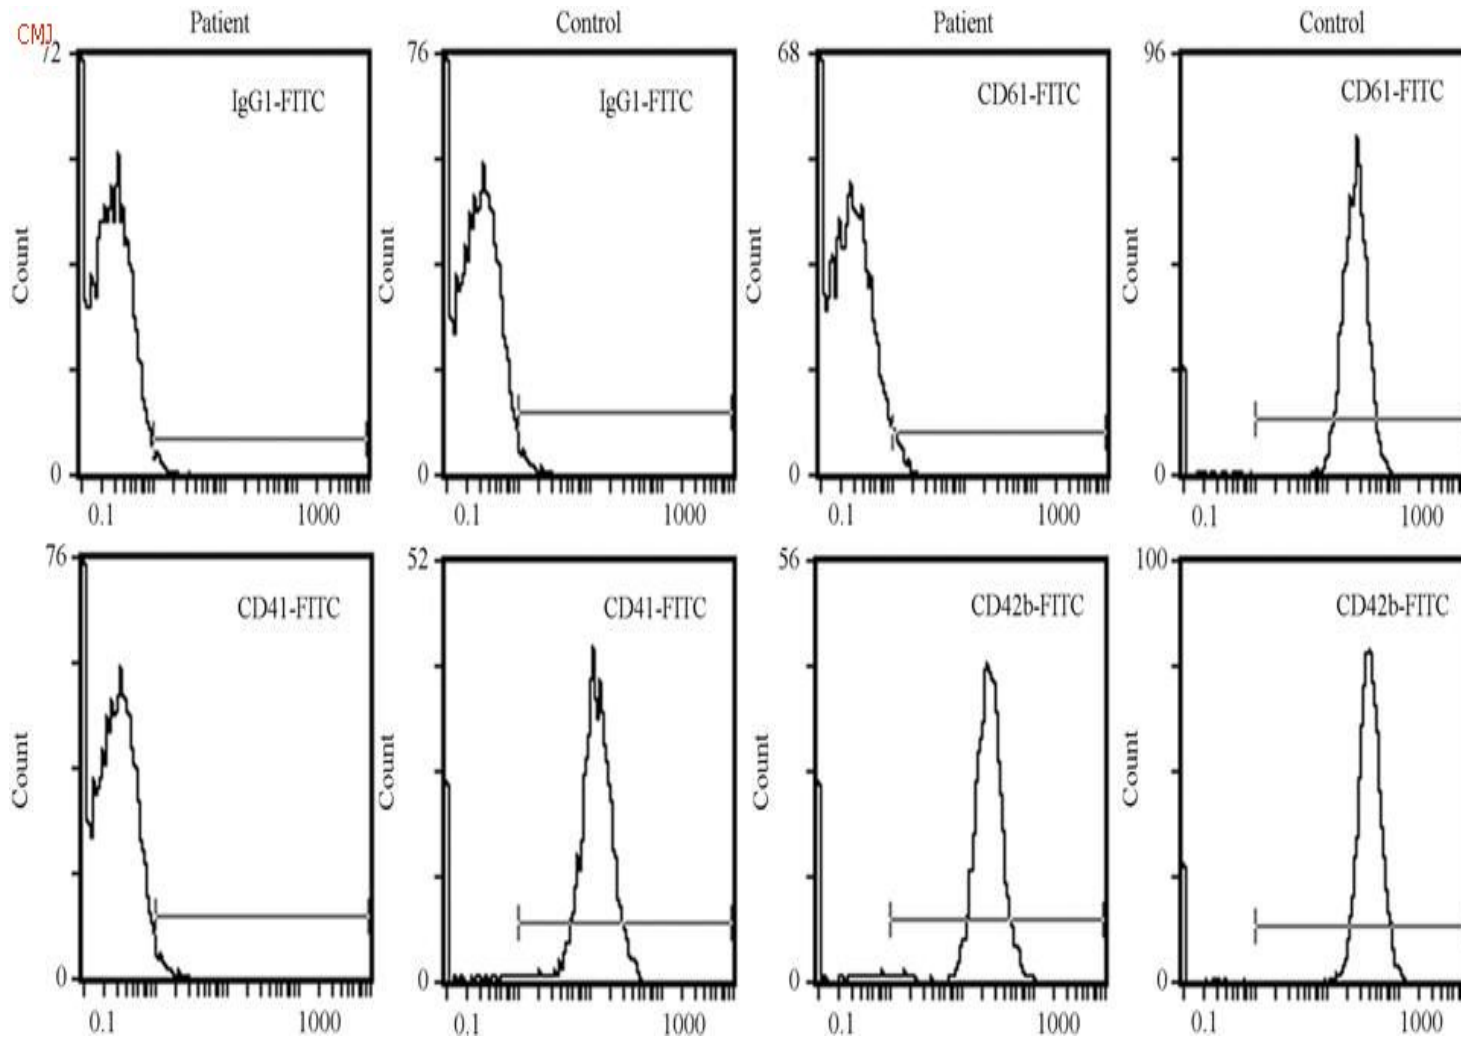 CMJ
Patient
Control
Patient
Control
72
IgG1-FITC
Count
0
0.1
1000
76
IgG1-FITC
Count
0
0.1
1000
68
CD61-FITC
Count
0
0.1
1000
96
CD61-FITC
Count
0
0.1
1000
76
CD41-FITC
Count
0
0.1
1000
52
CD41-FITC
Count
0
0.1
1000
56
CD42b-FITC
Count
0
0.1
1000
100
CD42b-FITC
Count
0
0.1
1000